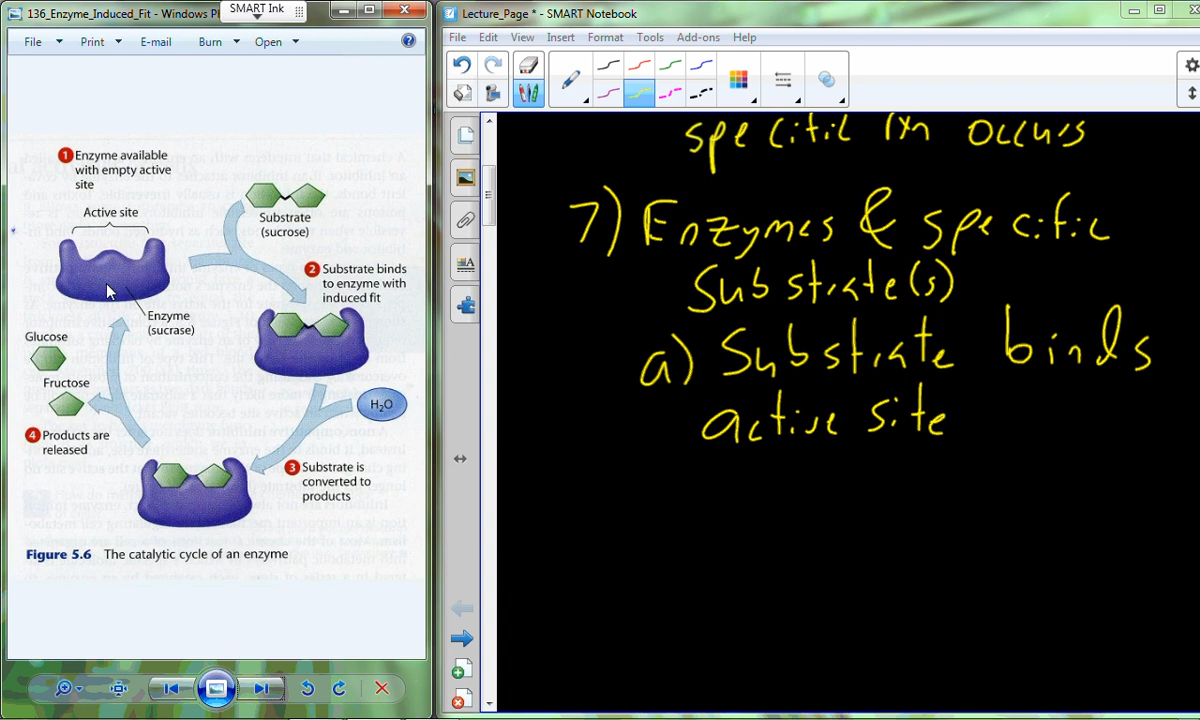 136_Enzyme_Induced_Fit - Windows Pl
SMART Ink
File Print E-mail Burn Open
1 Enzyme available
with empty active
site
Active site
Substrate
(sucrose)
2 Substrate binds
to enzyme with
induced fit
Enzyme
(sucrase)
Glucose
Fructose
H₂O
4 Products are
released
3 Substrate is
converted to
products
Figure 5.6 The catalytic cycle of an enzyme
Lecture_Page * - SMART Notebook
File Edit View Insert Format Tools Add-ons Help
specific rxn occurs
7) Enzymes & specific
Substrate(s)
a) Substrate binds
active site